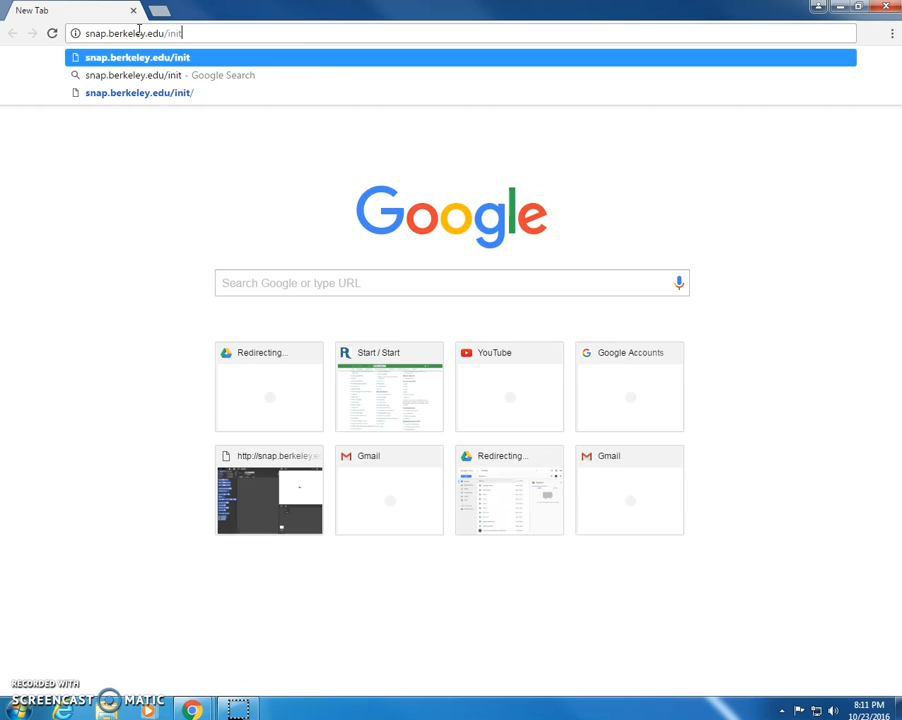 New Tab
snap.berkeley.edu/init
snap.berkeley.edu/init
snap.berkeley.edu/init - Google Search
snap.berkeley.edu/init/
Google
Search Google or type URL
Redirecting...
Start / Start
YouTube
Google Accounts
http://snap.berkeley.e
Gmail
Redirecting...
Gmail
RECORDED WITH
SCREENCAST MATIC
8:11 PM
10/23/2016